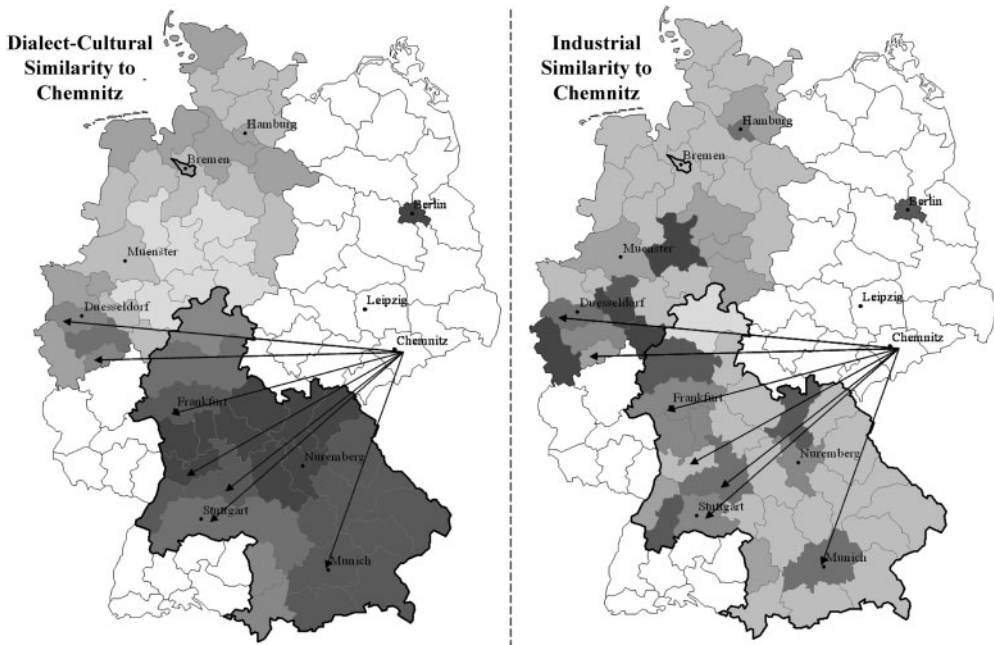 Dialect-Cultural
Similarity to
Chemnitz
Hamburg
Bremen
Berlin
Muenster
Leipzig
Duesseldorf
Chemnitz
Frankfurt
Nuremberg
Stuttgart
Munich
Industrial
Similarity to
Chemnitz
Hamburg
Bremen
Berlin
Muenster
Leipzig
Duesseldorf
Chemnitz
Frankfurt
Nuremberg
Stuttgart
Munich